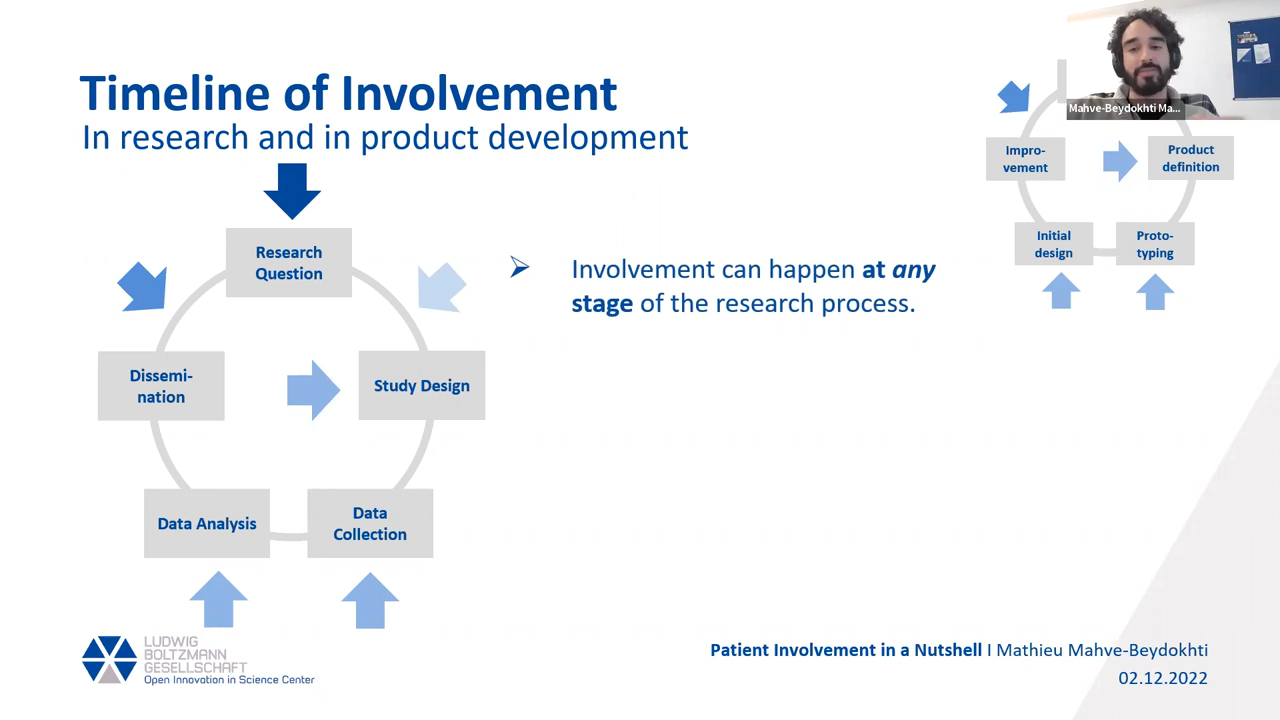 Timeline of Involvement
In research and in product development
Mahve-Beydokhti Ma...
Impro-
vement
Product
definition
Initial
design
Proto-
typing
Research
Question
Dissemi-
nation
Study Design
Data Analysis
Data
Collection
Involvement can happen at any
stage of the research process.
LUDWIG
BOLTZMANN
GESELLSCHAFT
Open Innovation in Science Center
Patient Involvement in a Nutshell I Mathieu Mahve-Beydokhti
02.12.2022